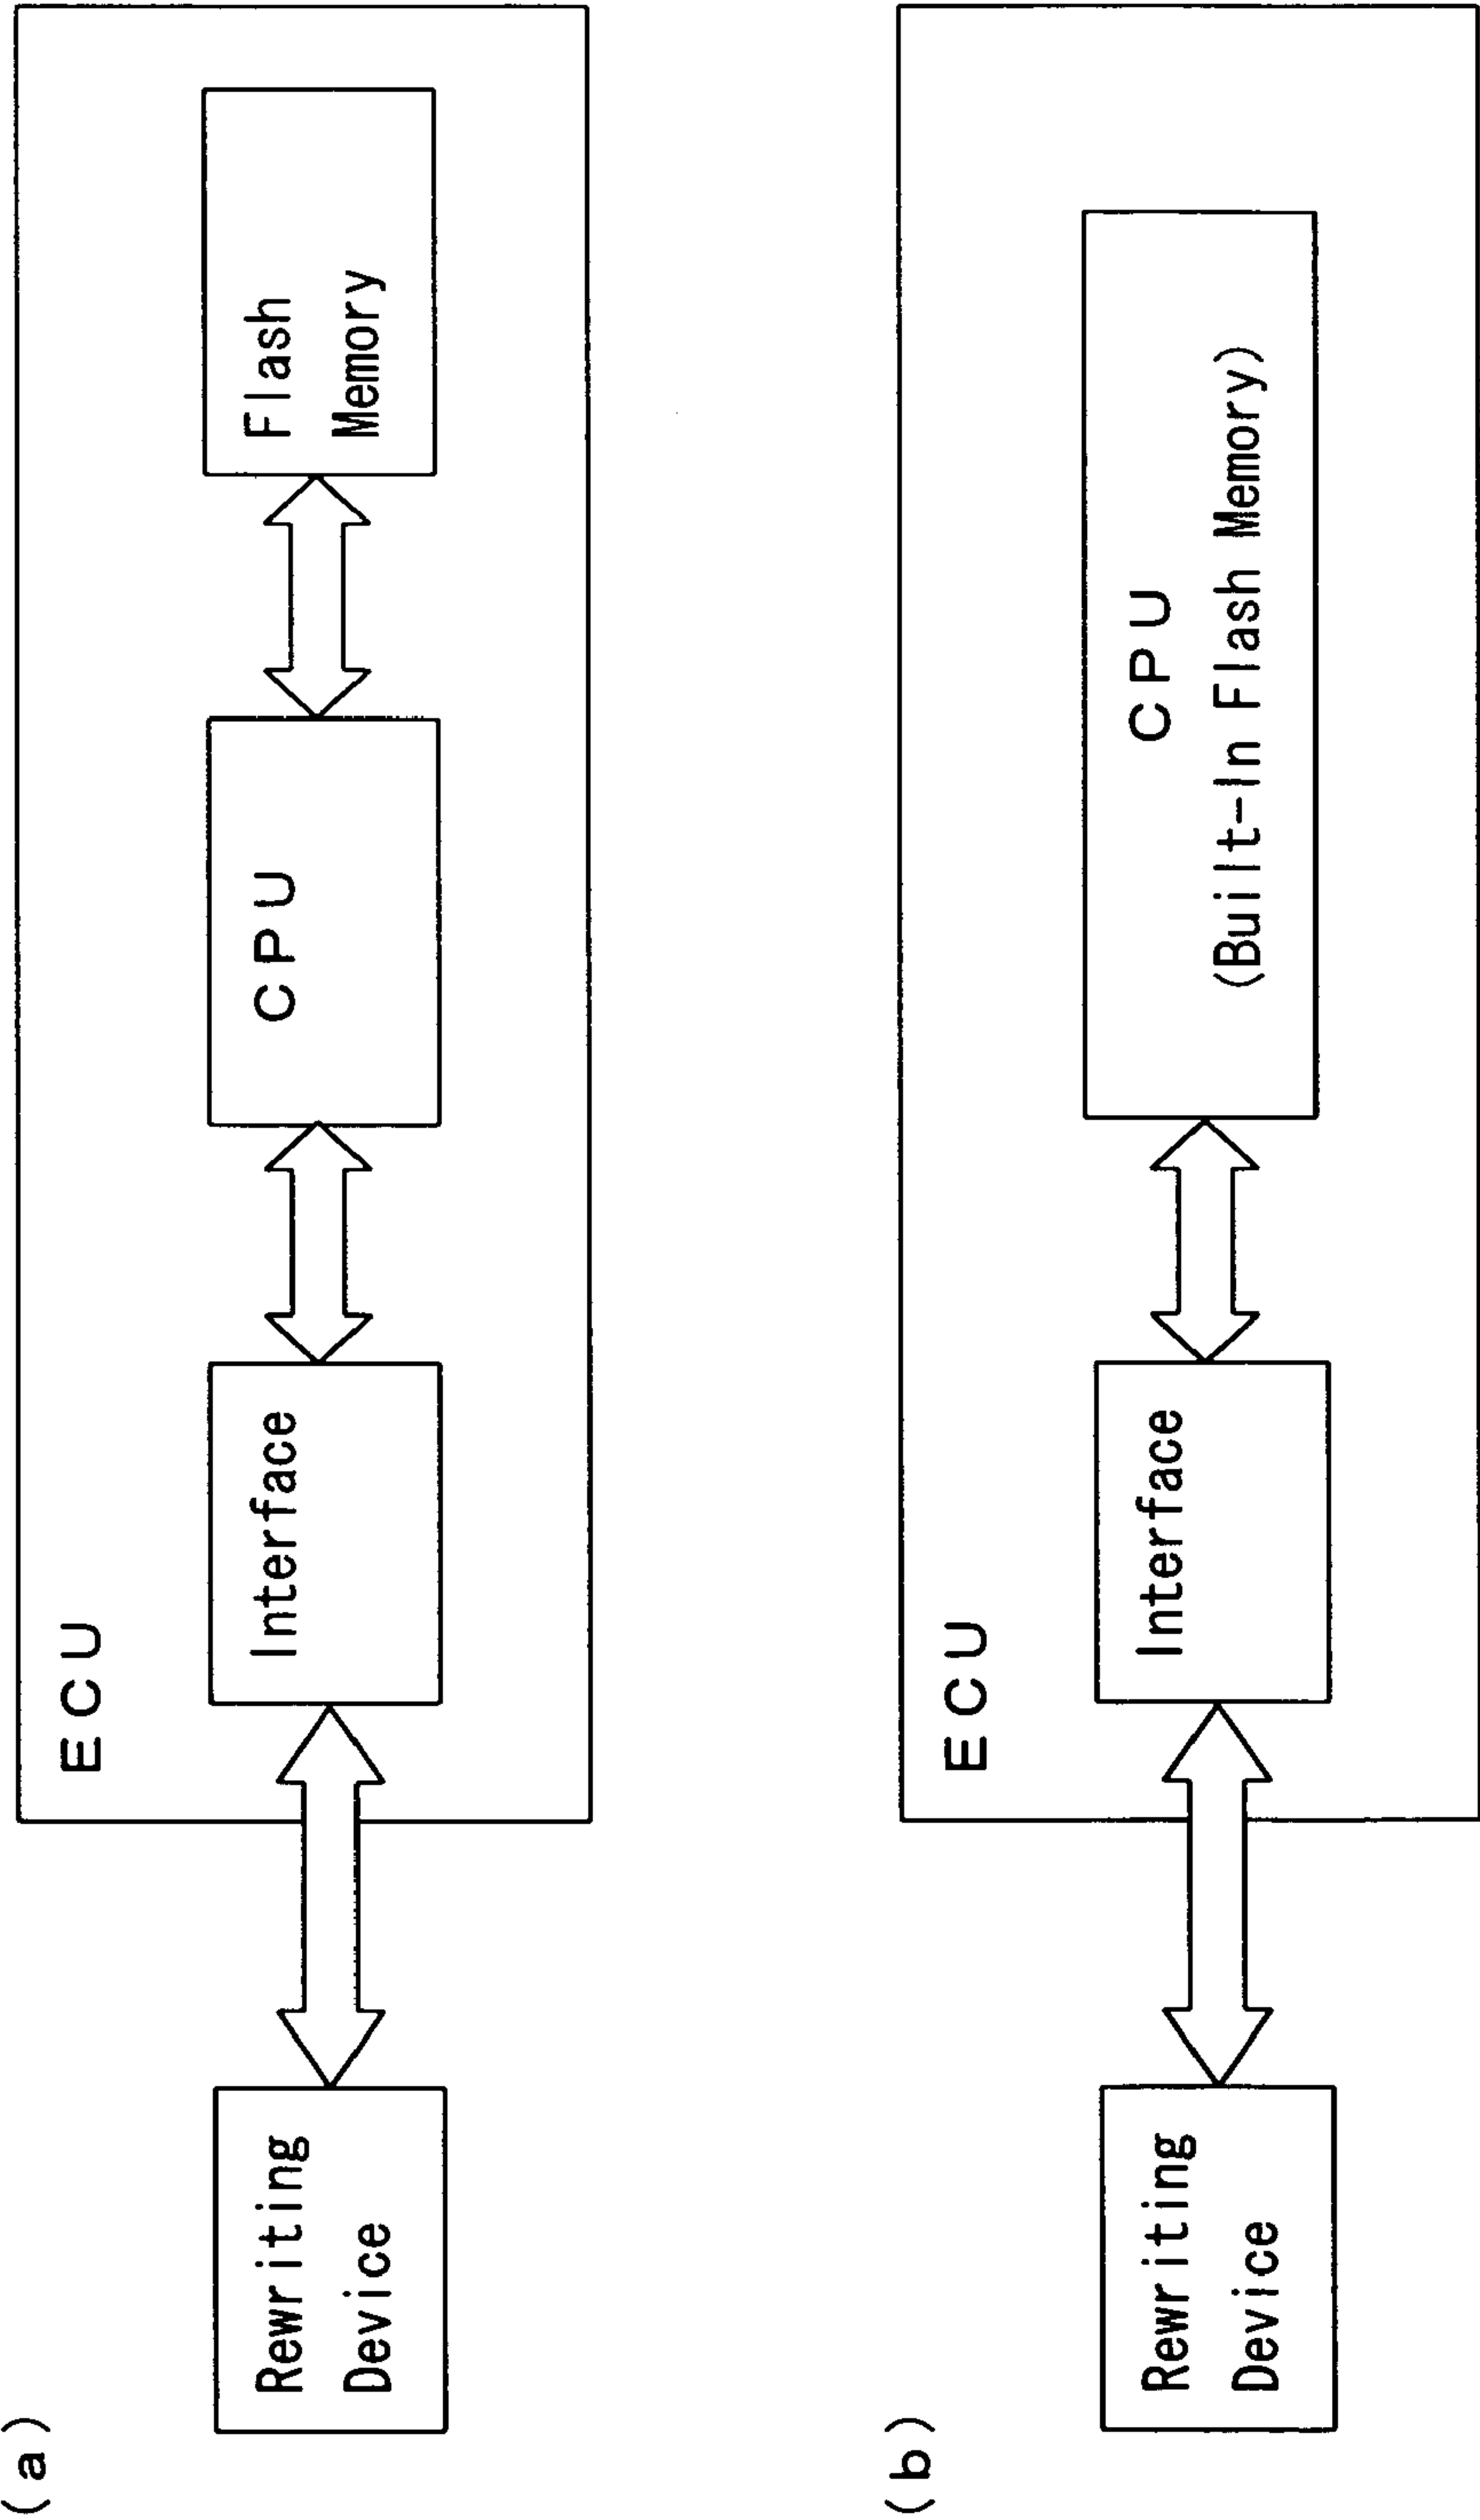 (a)
ECU
Rewriting
Device
Interface
CPU
Flash
Memory
(b)
ECU
Rewriting
Device
Interface
CPU
(Built-in Flash Memory)